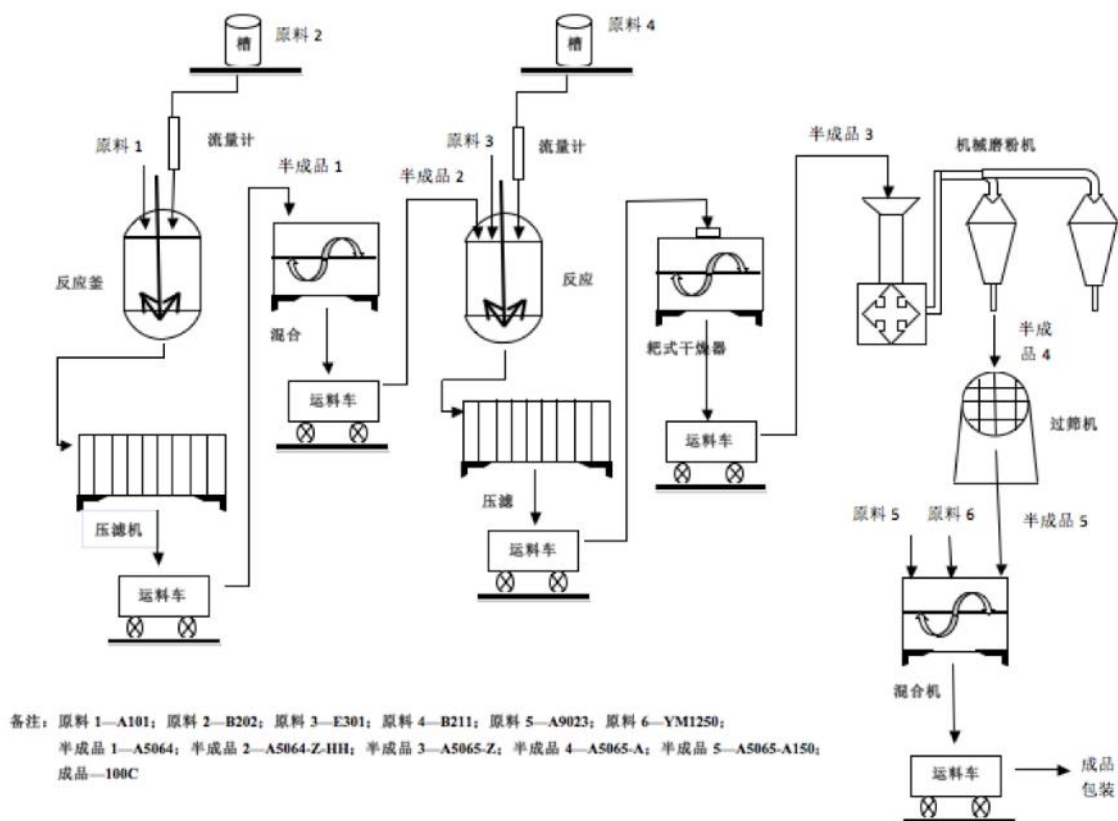 槽
原料 2
槽
原料 4
流量计
原料 1
原料 3
流量计
半成品 3
机械磨粉机
半成品 1
半成品 2
反应釜
反应
混合
耙式干燥器
半成
品 4
运料车
运料车
过筛机
压滤机
压滤
原料 5
原料 6
半成品 5
运料车
运料车
混合机
备注：原料 1—A101；原料 2—B202；原料 3—E301；原料 4—B211；原料 5—A9023；原料 6—YM1250；
半成品 1—A5064；半成品 2—A5064-Z-HH；半成品 3—A5065-Z；半成品 4—A5065-A；半成品 5—A5065-A150；
成品—100C
运料车
成品
包装